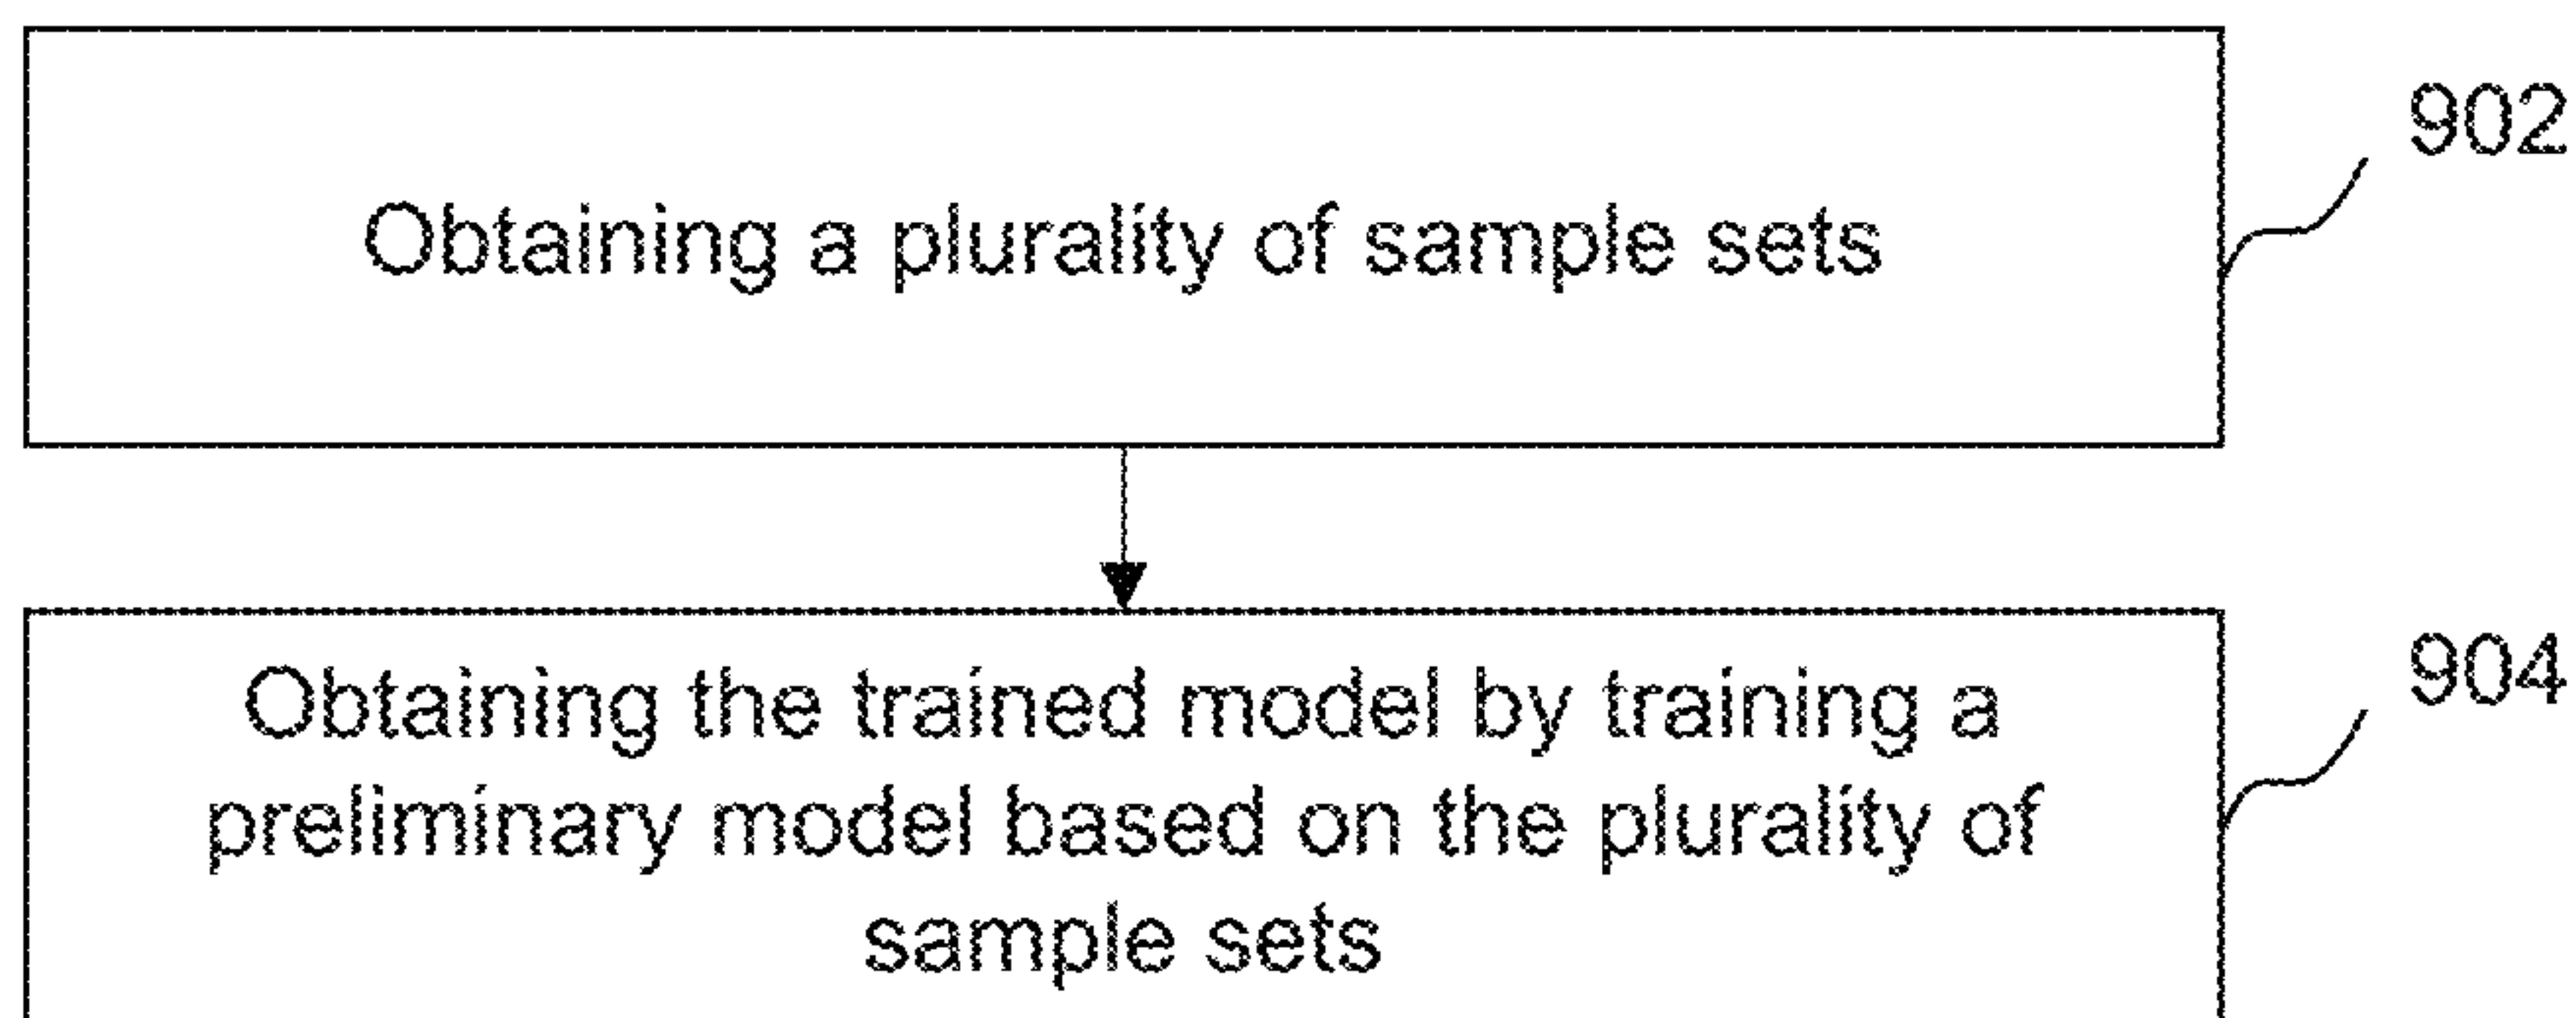 902
Obtaining a plurality of sample sets
904
Obtaining the trained model by training a
preliminary model based on the plurality of
sample sets